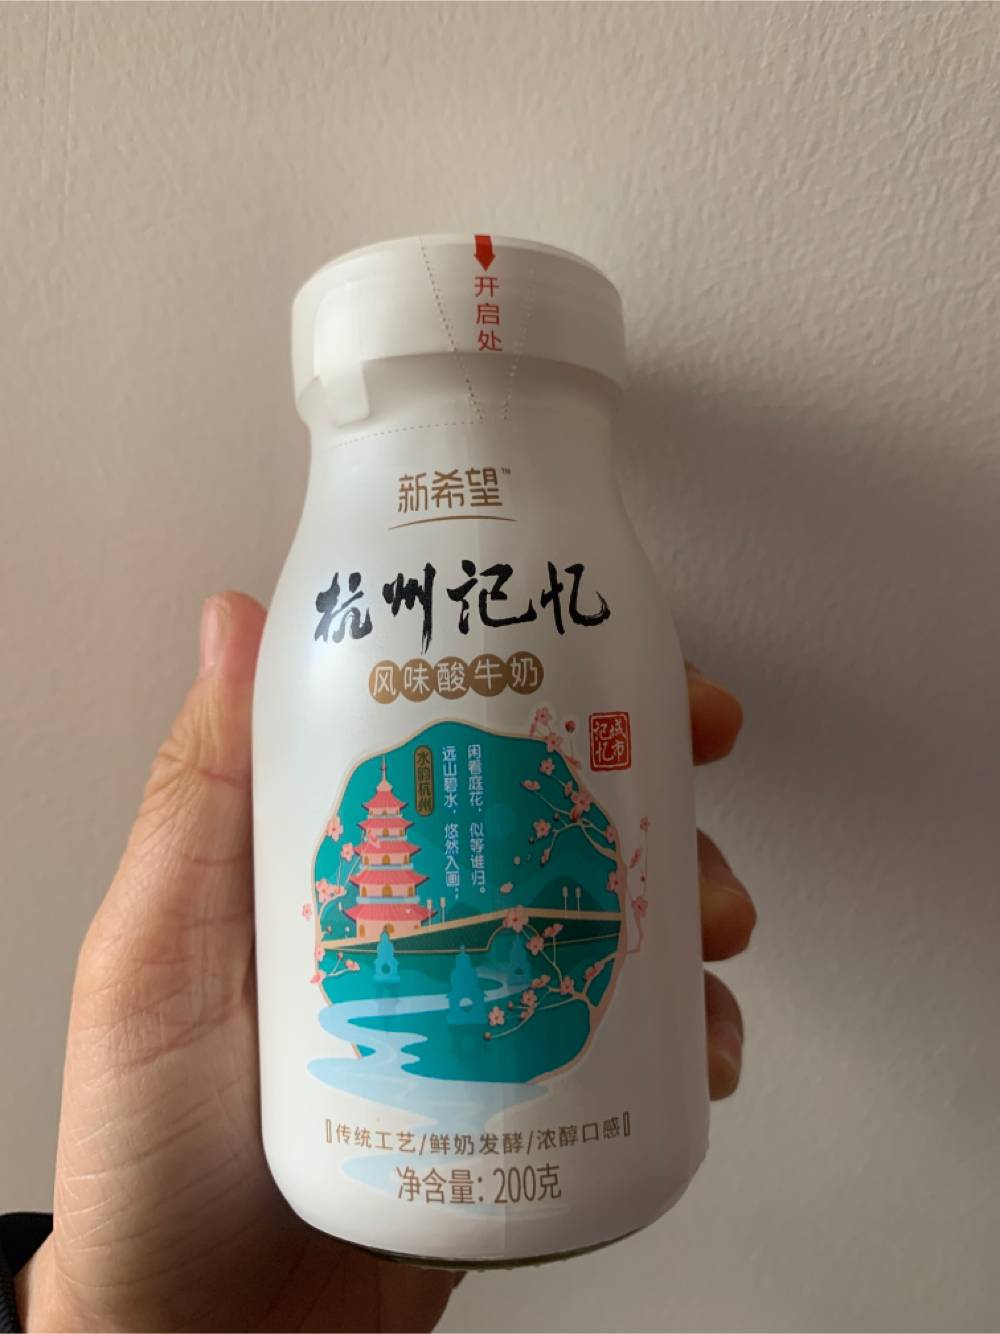 开启处
新希望™
杭州记忆
风味酸牛奶
城市记忆
水韵杭州
闲看庭花，似等谁归。
远山碧水，悠然入画；
传统工艺/鲜奶发酵/浓醇口感
净含量：200克